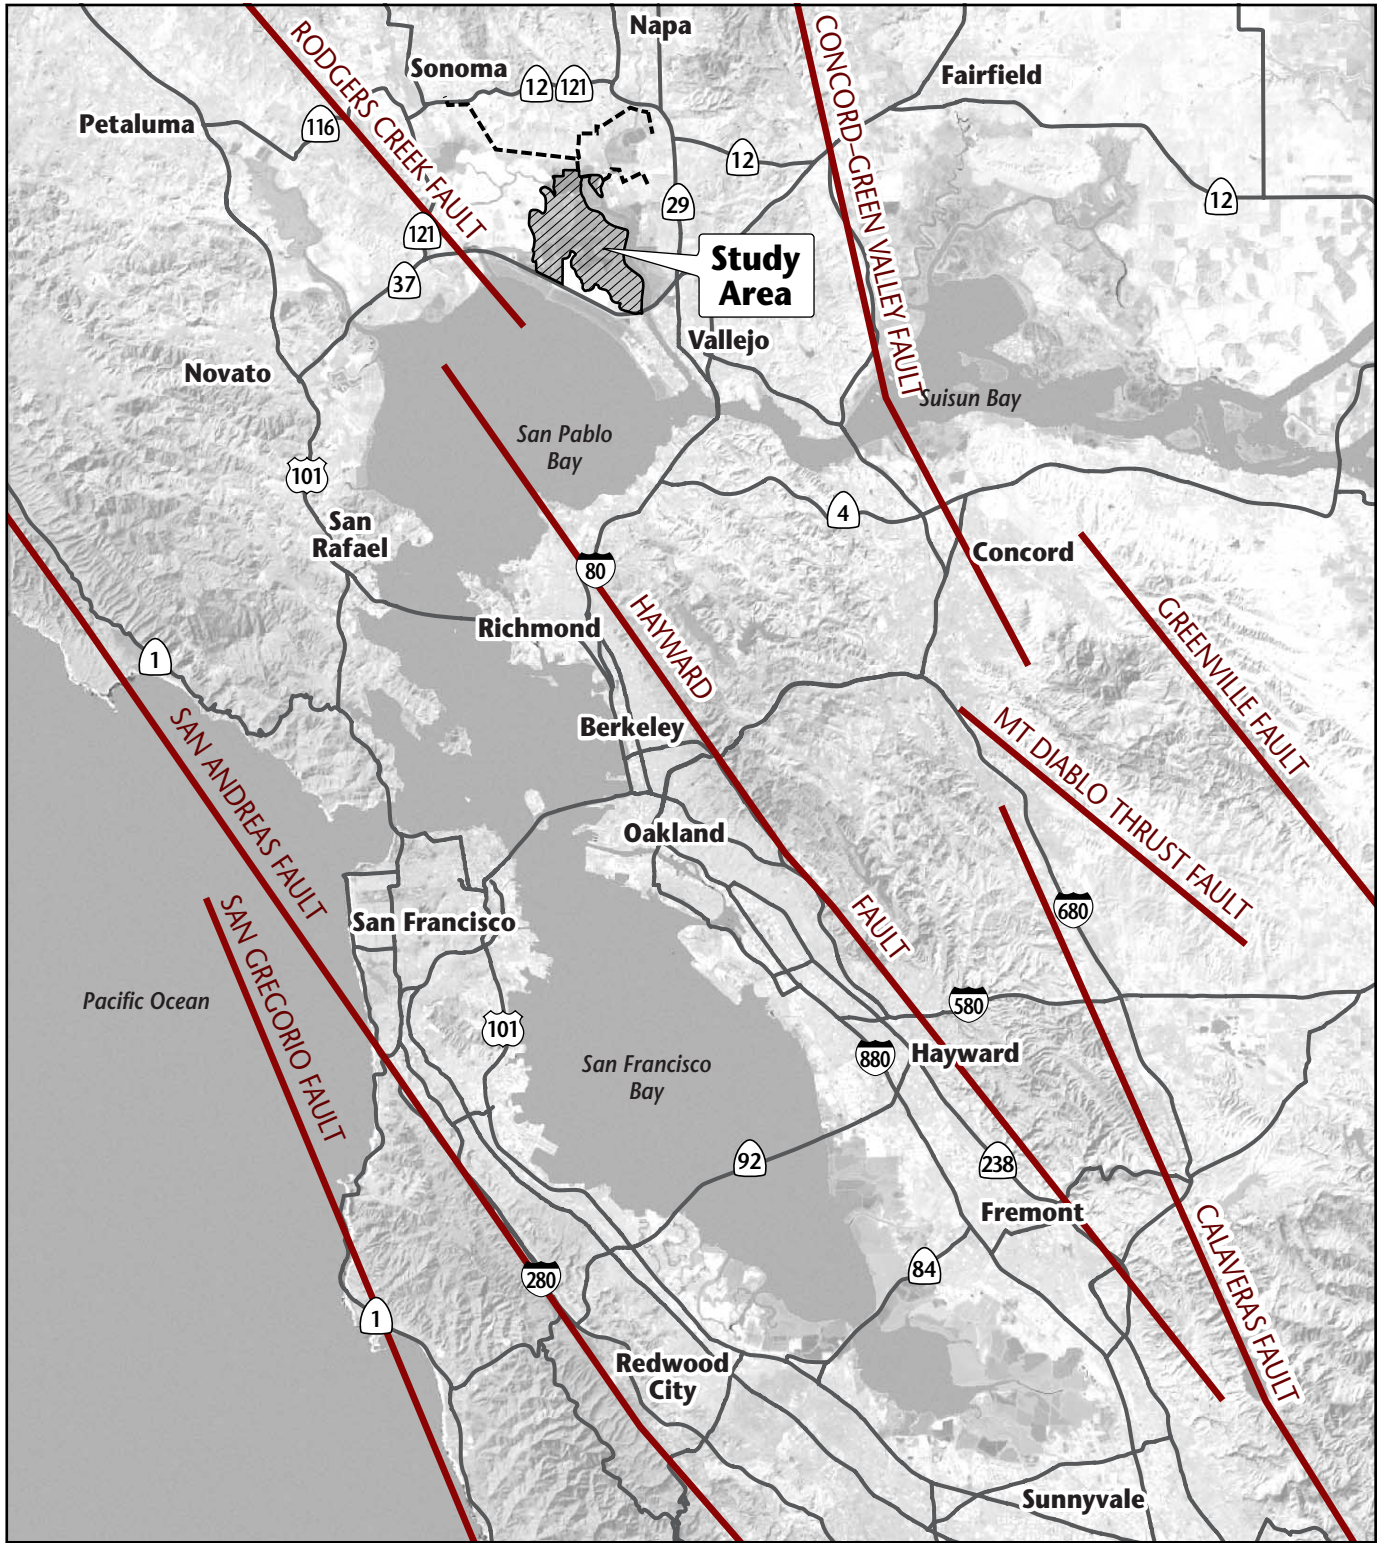 Napa
RODGERS CREEK FAULT
CONCORD–GREEN VALLEY FAULT
Sonoma
12
121
Fairfield
Petaluma
116
12
12
29
121
Study
Area
37
Vallejo
Novato
Suisun Bay
San Pablo
Bay
101
4
San
Rafael
Concord
80
HAYWARD
GREENVILLE FAULT
Richmond
1
SAN ANDREAS FAULT
Berkeley
MT DIABLO THRUST FAULT
Oakland
680
San Francisco
FAULT
SAN GREGORIO FAULT
Pacific Ocean
580
101
Hayward
880
San Francisco
Bay
92
238
Fremont
CALAVERAS FAULT
84
280
1
Redwood
City
Sunnyvale